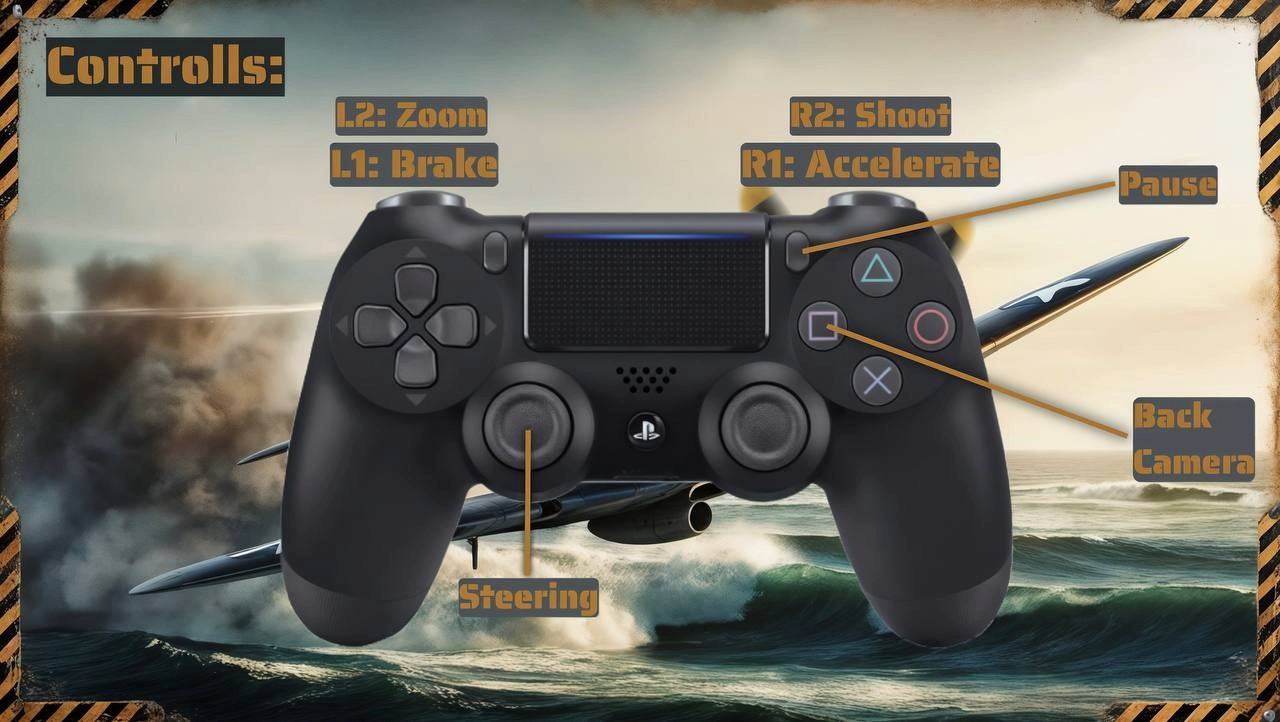 Controlls:
L2: Zoom
L1: Brake
R2: Shoot
R1: Accelerate
Pause
Back
Camera
Steering